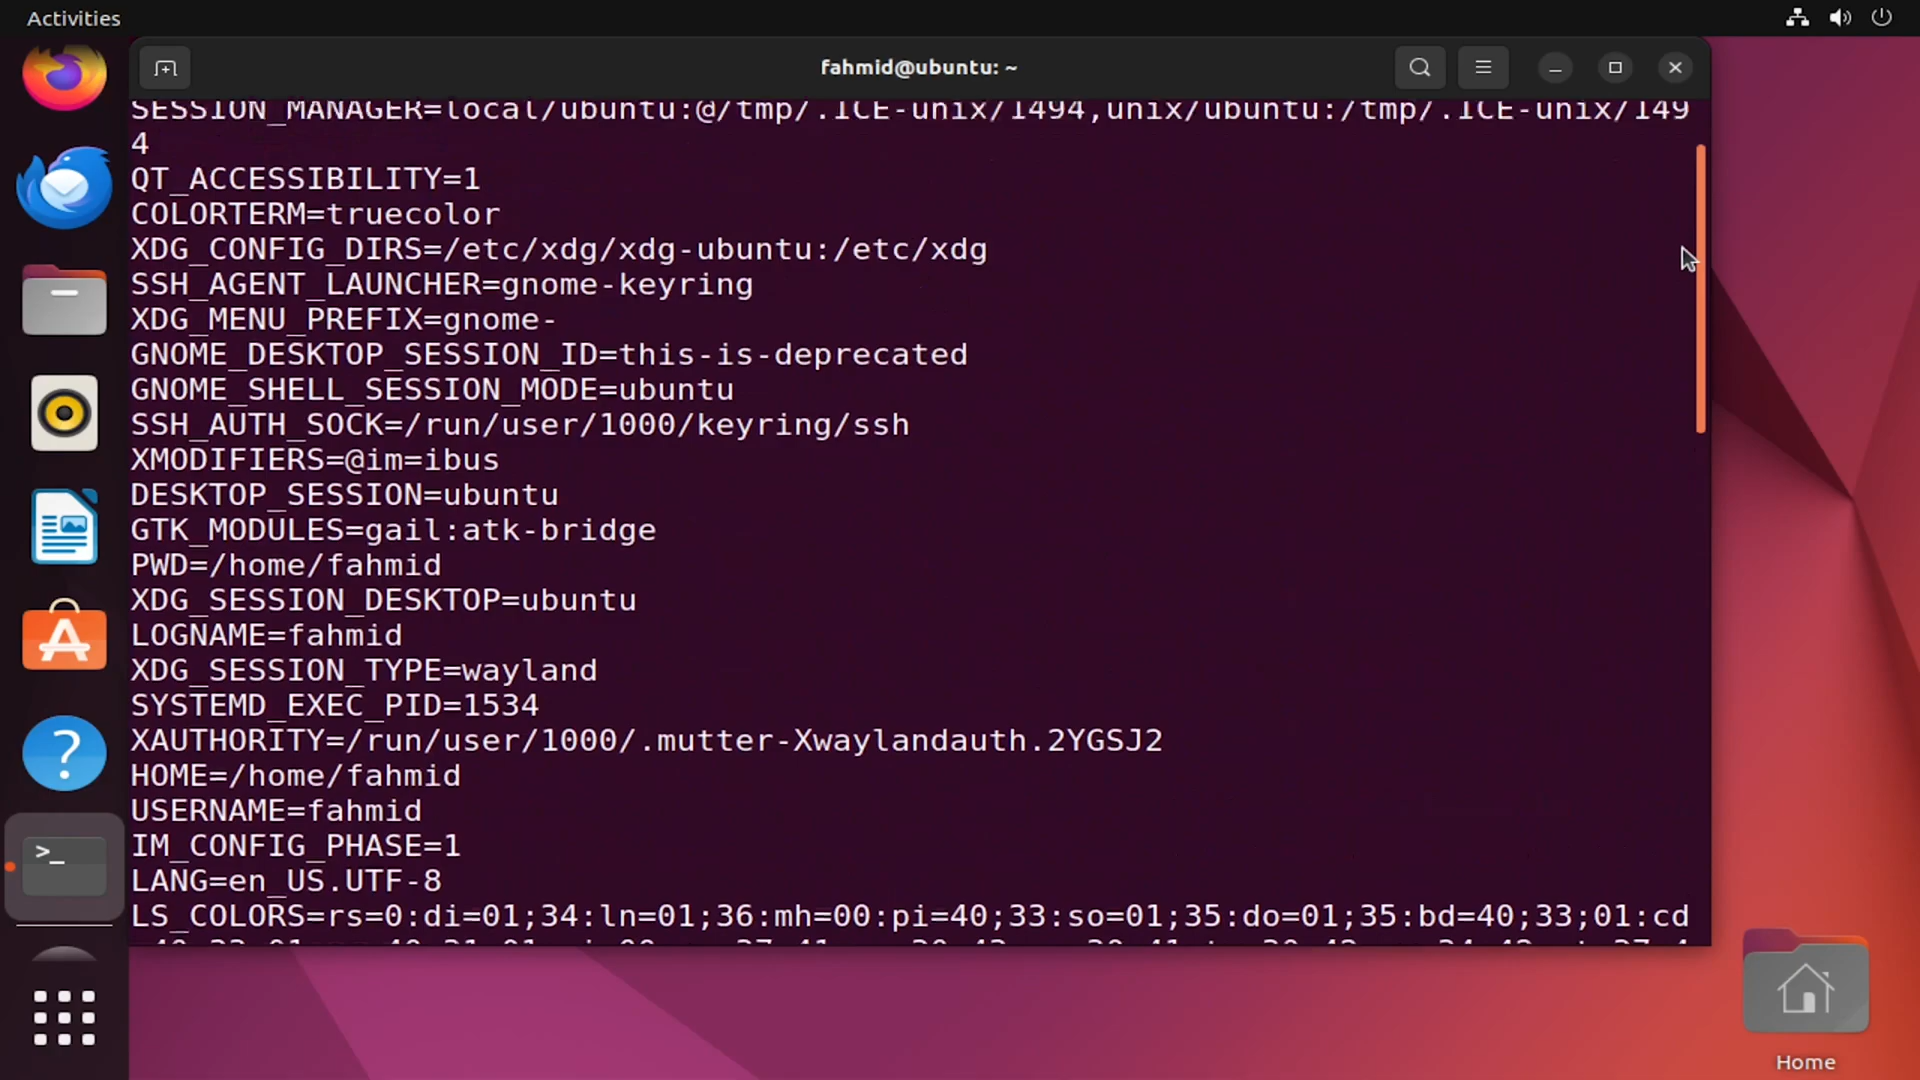 Activities
fahmid@ubuntu: ~
SESSION_MANAGER=local/ubuntu:@/tmp/.ICE-unix/1494,unix/ubuntu:/tmp/.ICE-unix/149
4
QT_ACCESSIBILITY=1
COLORTERM=truecolor
XDG_CONFIG_DIRS=/etc/xdg/xdg-ubuntu:/etc/xdg
SSH_AGENT_LAUNCHER=gnome-keyring
XDG_MENU_PREFIX=gnome-
GNOME_DESKTOP_SESSION_ID=this-is-deprecated
GNOME_SHELL_SESSION_MODE=ubuntu
SSH_AUTH_SOCK=/run/user/1000/keyring/ssh
XMODIFIERS=@im=ibus
DESKTOP_SESSION=ubuntu
GTK_MODULES=gail:atk-bridge
PWD=/home/fahmid
XDG_SESSION_DESKTOP=ubuntu
LOGNAME=fahmid
XDG_SESSION_TYPE=wayland
SYSTEMD_EXEC_PID=1534
XAUTHORITY=/run/user/1000/.mutter-Xwaylandauth.2YGSJ2
HOME=/home/fahmid
USERNAME=fahmid
IM_CONFIG_PHASE=1
LANG=en_US.UTF-8
LS_COLORS=rs=0:di=01;34:ln=01;36:mh=00:pi=40;33:so=01;35:do=01;35:bd=40;33;01:cd
Home